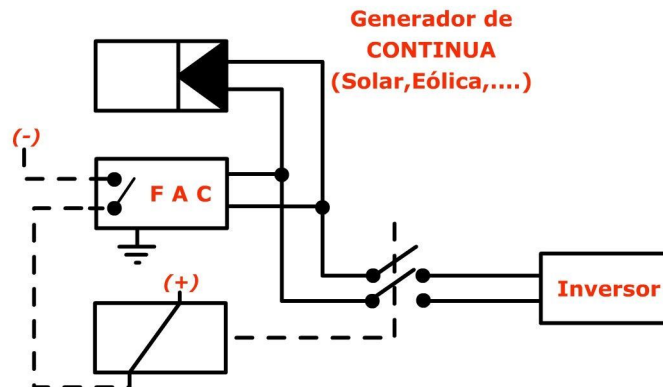 Generador de
CONTINUA
(Solar,Eólica,....)
(-)
F A C
(+)
Inversor